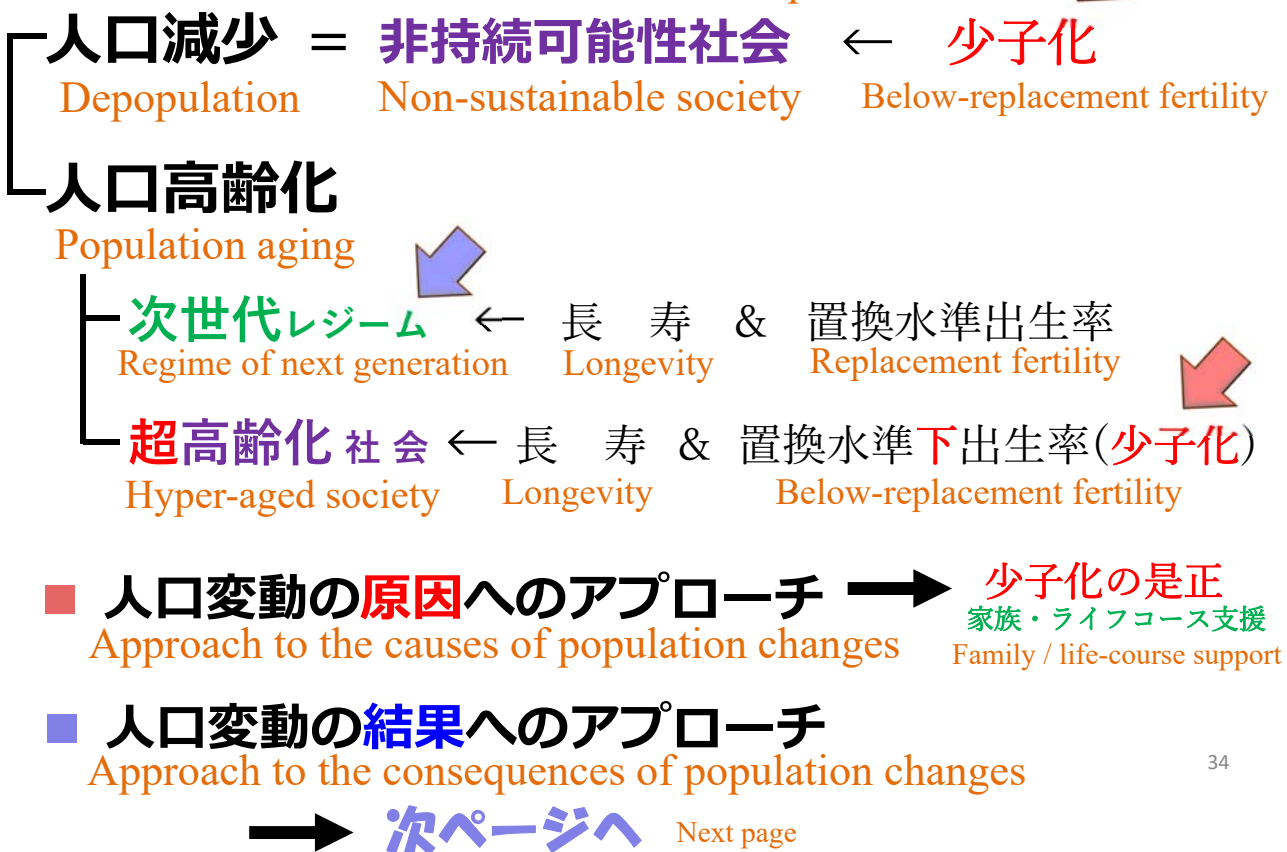 人口減少 = 非持続可能性社会 ← 少子化
Depopulation Non-sustainable society Below-replacement fertility
人口高齢化
Population aging
次世代レジーム ← 長 寿 & 置換水準出生率
Regime of next generation Longevity Replacement fertility
超高齢化 社 会 ← 長 寿 & 置換水準下出生率(少子化)
Hyper-aged society Longevity Below-replacement fertility
■ 人口変動の原因へのアプローチ ➡ 少子化の是正
家族・ライフコース支援
Approach to the causes of population changes Family / life-course support
■ 人口変動の結果へのアプローチ
Approach to the consequences of population changes 34
➡ 次ページへ Next page